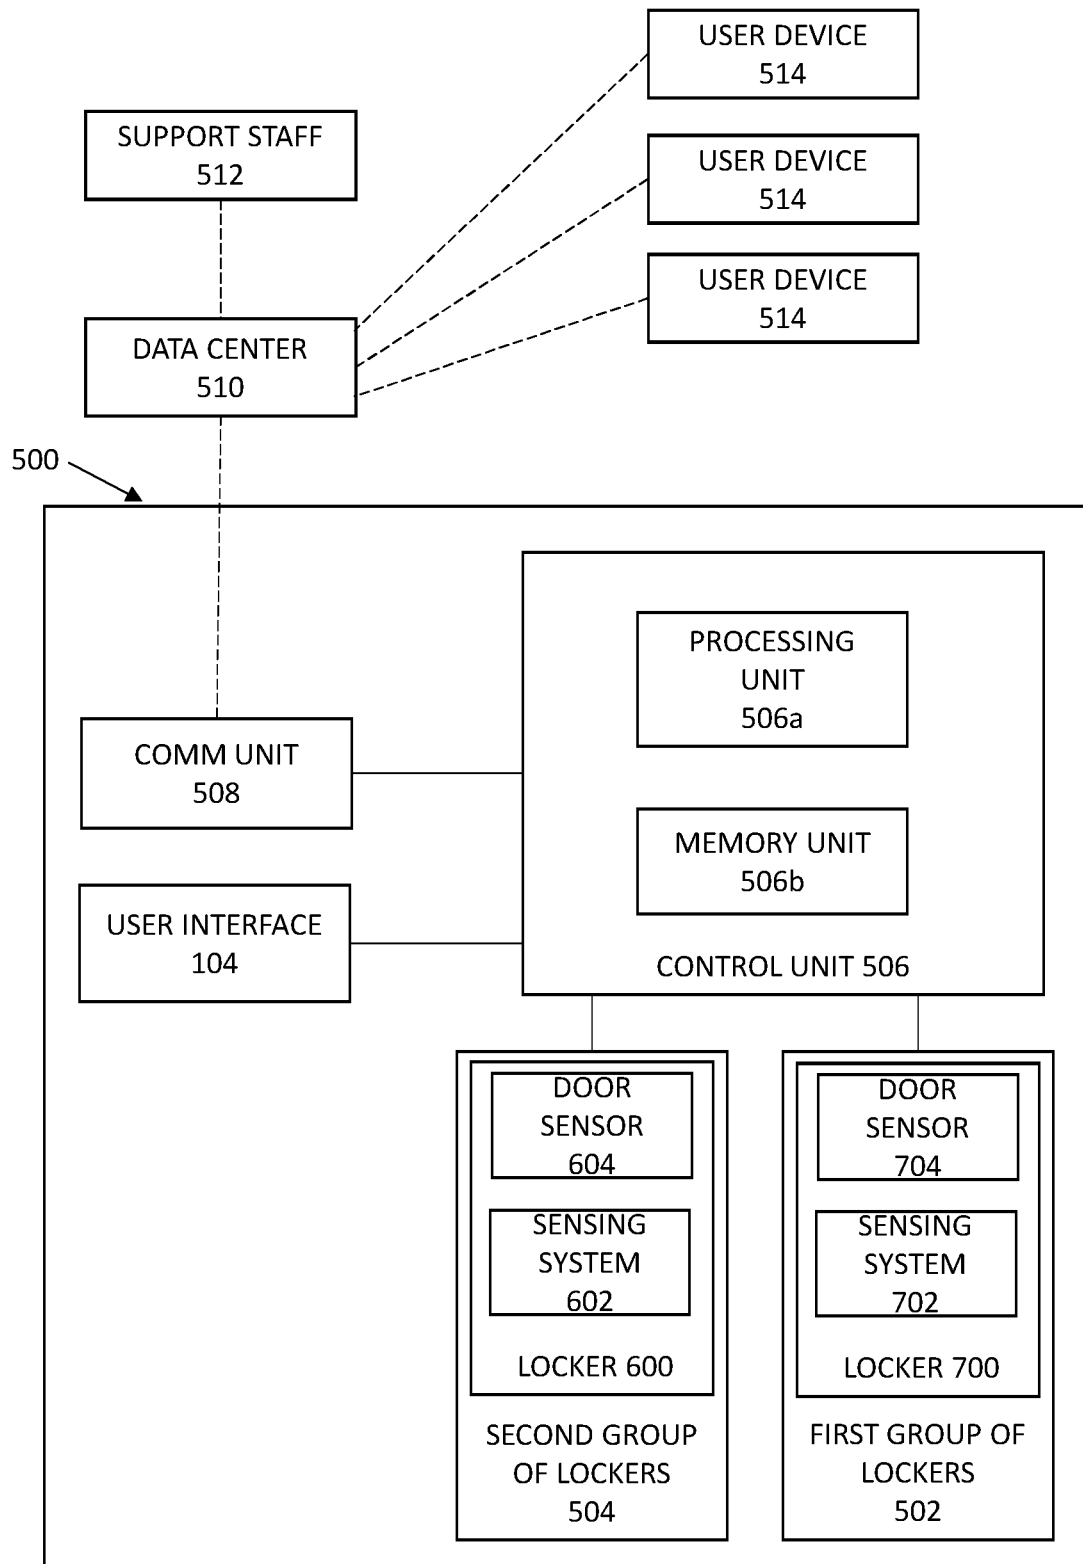 USER DEVICE
514
SUPPORT STAFF
512
USER DEVICE
514
USER DEVICE
514
DATA CENTER
510
500
PROCESSING
UNIT
506a
COMM UNIT
508
MEMORY UNIT
506b
USER INTERFACE
104
CONTROL UNIT 506
DOOR
SENSOR
604
SENSING
SYSTEM
602
LOCKER 600
SECOND GROUP
OF LOCKERS
504
DOOR
SENSOR
704
SENSING
SYSTEM
702
LOCKER 700
FIRST GROUP OF
LOCKERS
502